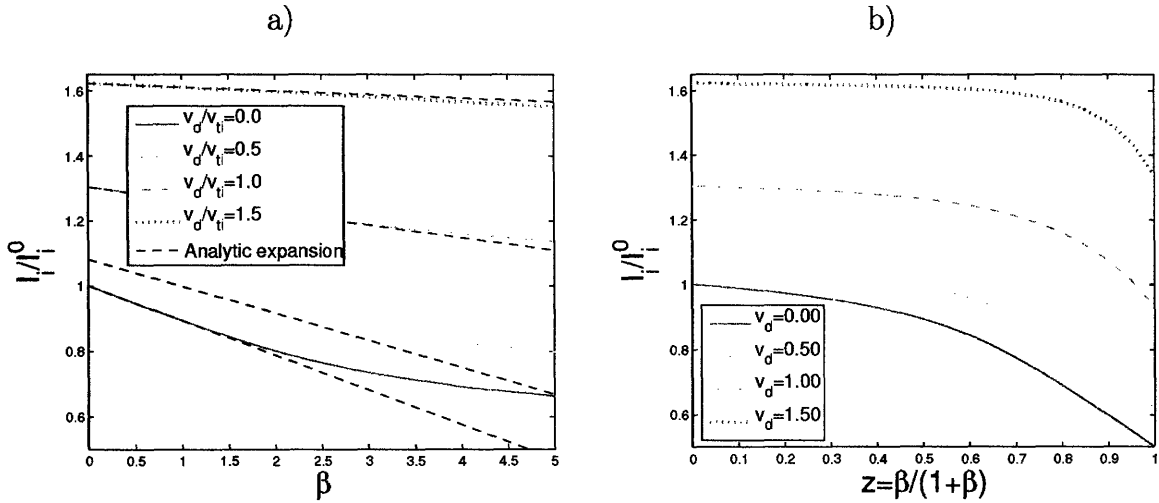 a)
1.6
1.4
1.2
1
0.8
0.6
I_i/I_i^0
v_d/v_ti=0.0
v_d/v_ti=0.5
v_d/v_ti=1.0
v_d/v_ti=1.5
Analytic expansion
0 0.5 1 1.5 2 2.5 3 3.5 4 4.5 5
β
b)
1.6
1.4
1.2
1
0.8
0.6
I_i/I_i^0
v_d=0.00
v_d=0.50
v_d=1.00
v_d=1.50
0 0.1 0.2 0.3 0.4 0.5 0.6 0.7 0.8 0.9 1
z=β/(1+β)